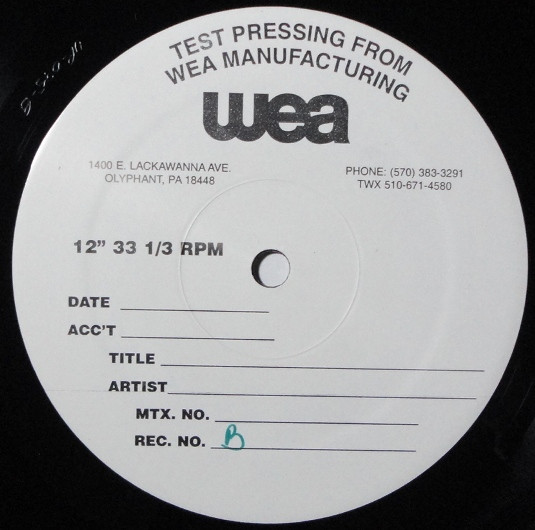 TEST PRESSING FROM
WEA MANUFACTURING
wea
1400 E. LACKAWANNA AVE.
OLYPHANT, PA 18448
PHONE: (570) 383-3291
TWX 510-671-4580
12" 33 1/3 RPM
DATE
ACC'T
TITLE
ARTIST
MTX. NO.
REC. NO. B